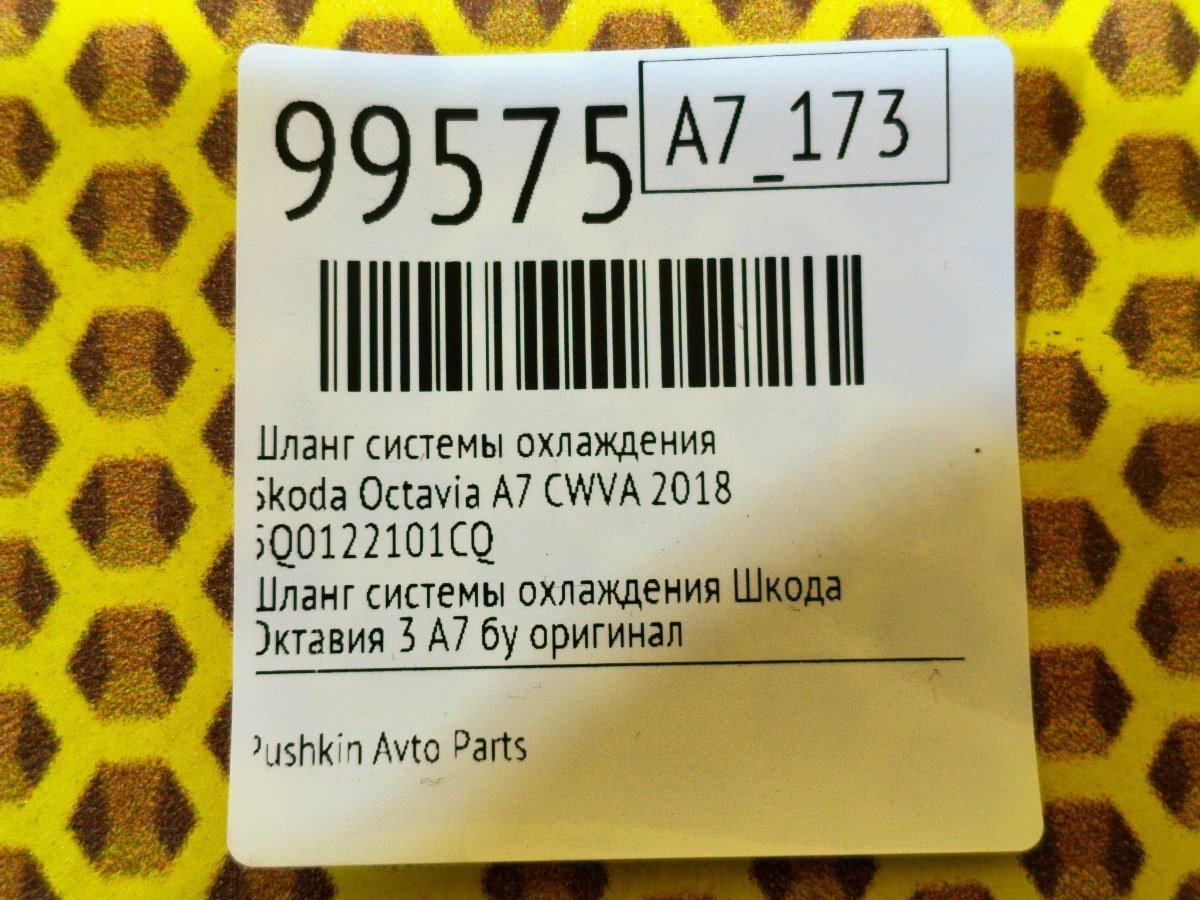 99575
A7_173
Шланг системы охлаждения
Skoda Octavia A7 CWVA 2018
5Q0122101CQ
Шланг системы охлаждения Шкода
Октавия 3 А7 бу оригинал
Pushkin Avto Parts